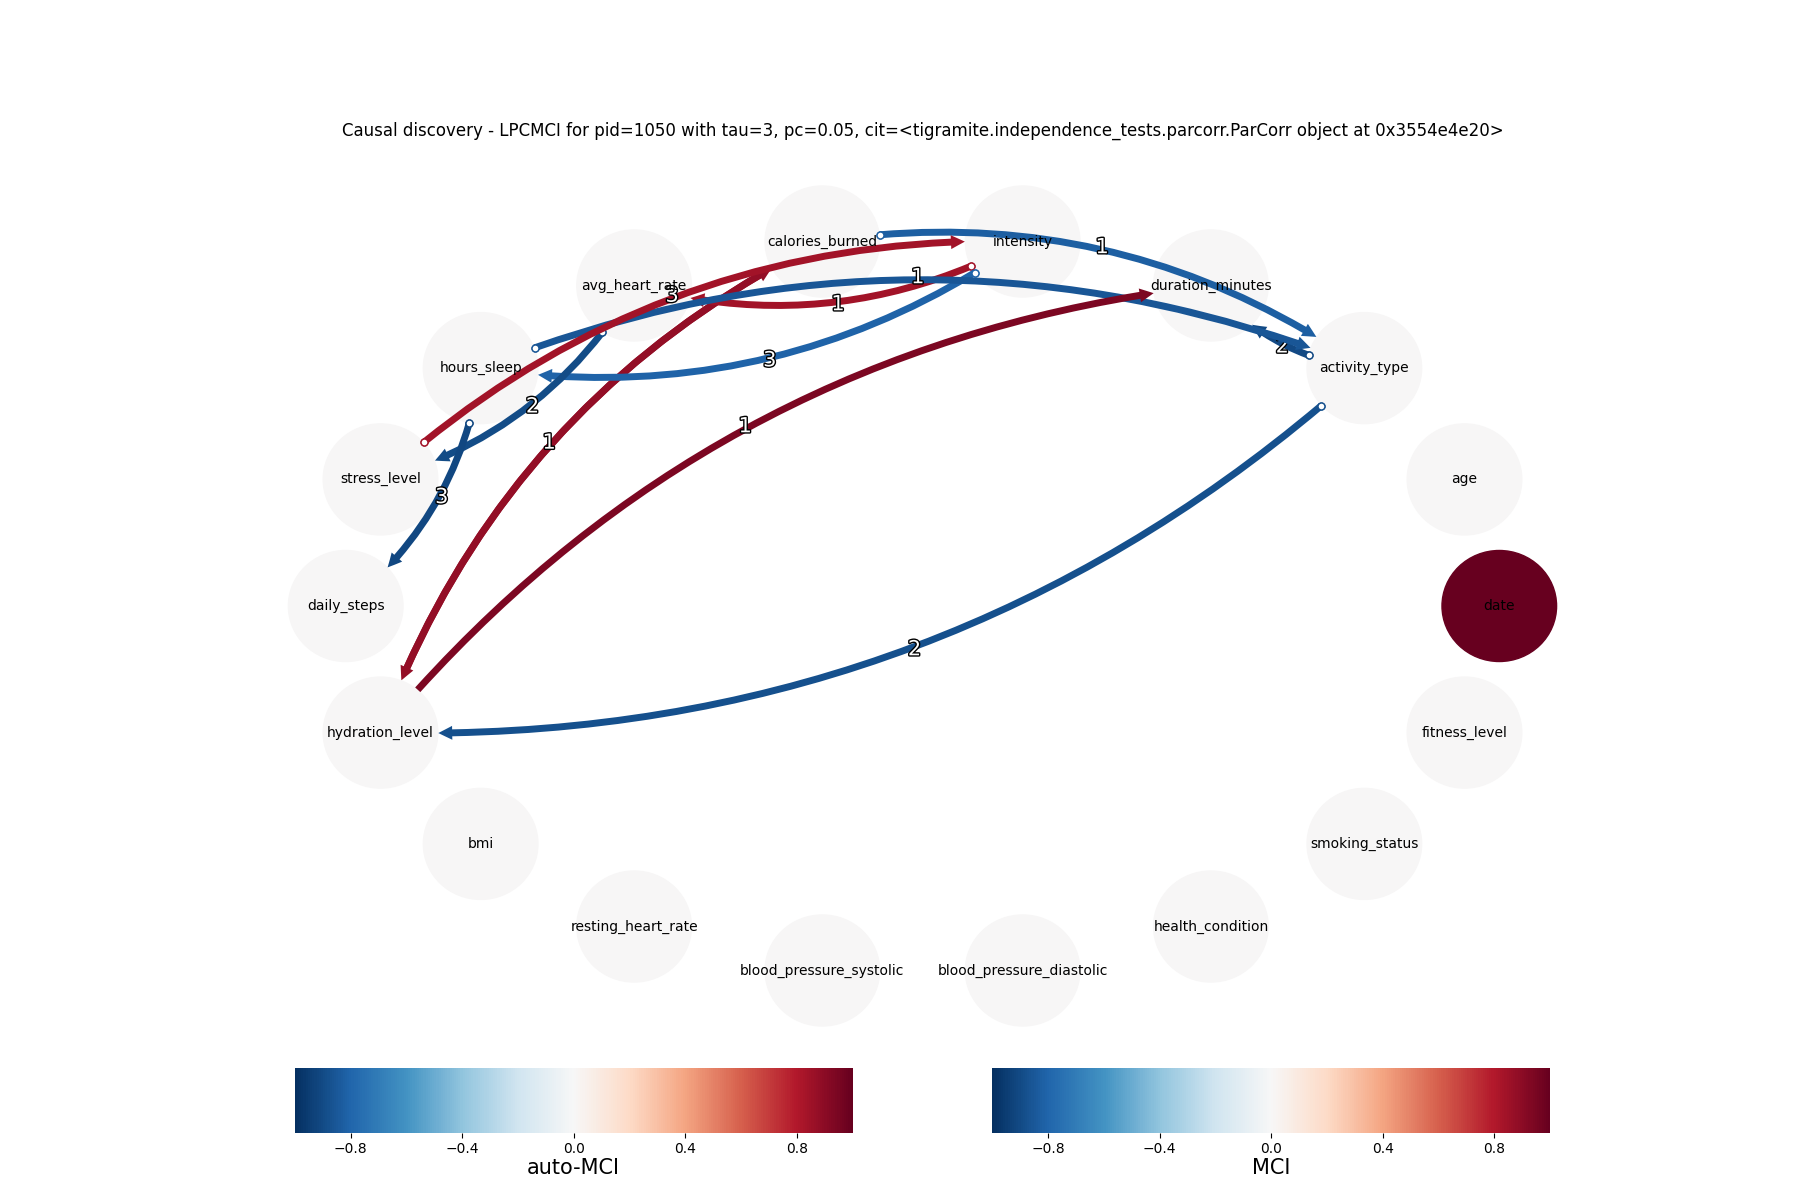 Causal discovery - LPCMCI for pid=1050 with tau=3, pc=0.05, cit=<tigramite.independence_tests.parcorr.ParCorr object at 0x3554e4e20>
calories_burned
intensity
1
avg_heart_rate
3
1
1
duration_minutes
2
hours_sleep
3
activity_type
2
1
1
stress_level
3
age
daily_steps
date
2
hydration_level
fitness_level
bmi
smoking_status
resting_heart_rate
health_condition
blood_pressure_systolic
blood_pressure_diastolic
−0.8 −0.4 0.0 0.4 0.8
auto-MCI
−0.8 −0.4 0.0 0.4 0.8
MCI